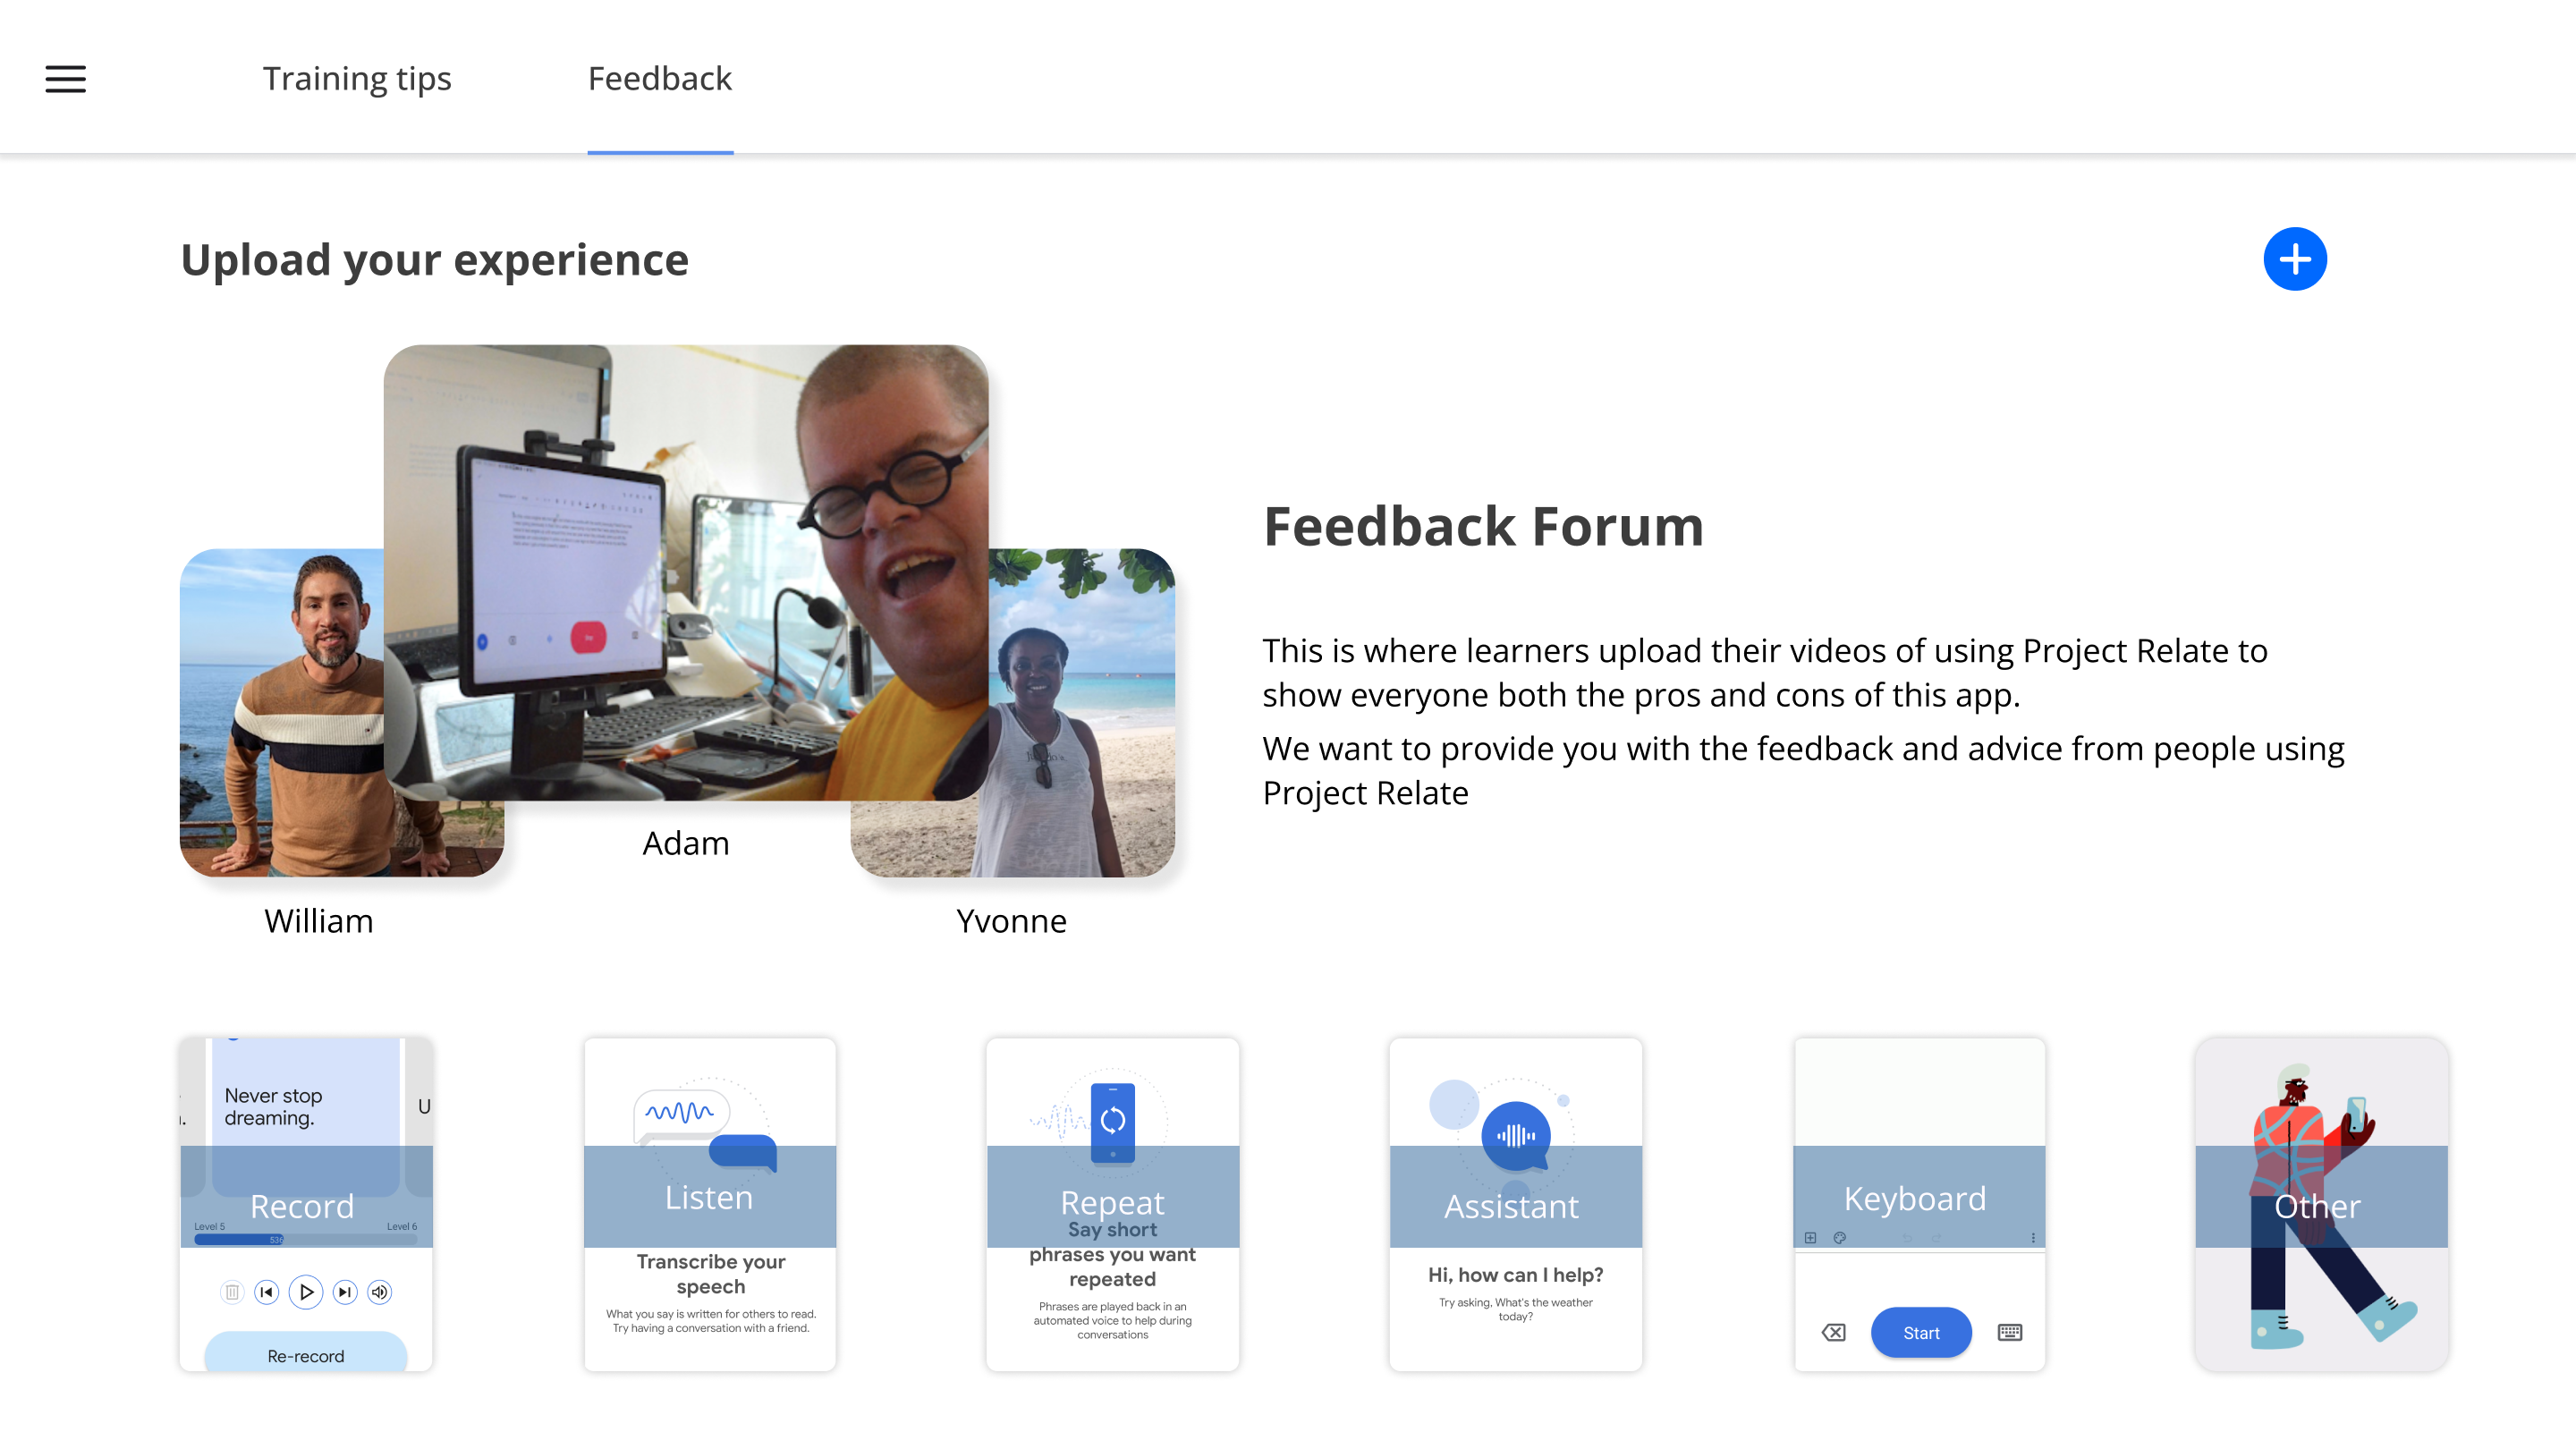 Training tips
Feedback
Upload your experience
Adam
William
Yvonne
Feedback Forum
This is where learners upload their videos of using Project Relate to
show everyone both the pros and cons of this app.
We want to provide you with the feedback and advice from people using
Project Relate
Never stop
dreaming.
U
Record
Level 5
Level 6
536
Re-record
Listen
Transcribe your
speech
What you say is written for others to read.
Try having a conversation with a friend.
Repeat
Say short
phrases you want
repeated
Phrases are played back in an
automated voice to help during
conversations
Assistant
Hi, how can I help?
Try asking, What's the weather
today?
Keyboard
Start
Other